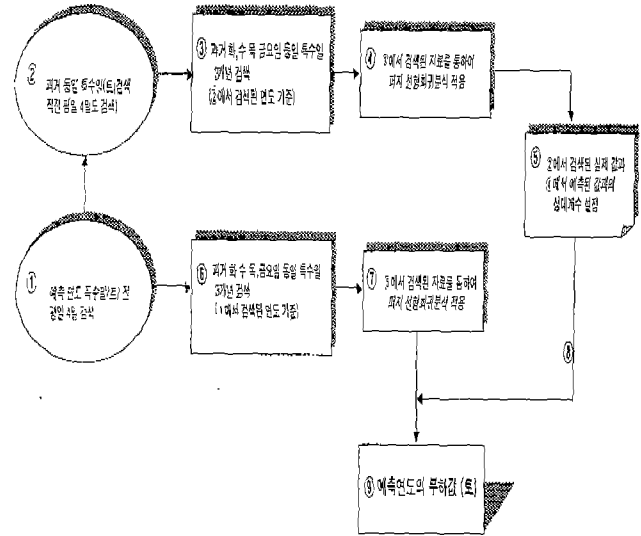 ② 과거 동일 특수일(토)검색
직전 평일 4일도 검색)
③ 과거 화,수 목 금요일 동일 특수일
3개년 검색
(②에서 검색된 연도 기준)
④ ③에서 검색된 자료를 통하여
퍼지 선형회귀분석 적용
⑤ ②에서 검색된 실제 값과
④에서 예측된 값과의
상대계수 설정
① 예측 연도 특수일(토) 전
평일 4일 검색
⑥ 과거 화 수 목,금요일 동일 특수일
3개년 검색
(1에서 검색된 연도 기준)
⑦ 에서 검색된 자료를 통하여
퍼지 선형회귀분석 적용
⑧
⑨ 예측연도의 부하값 (토)